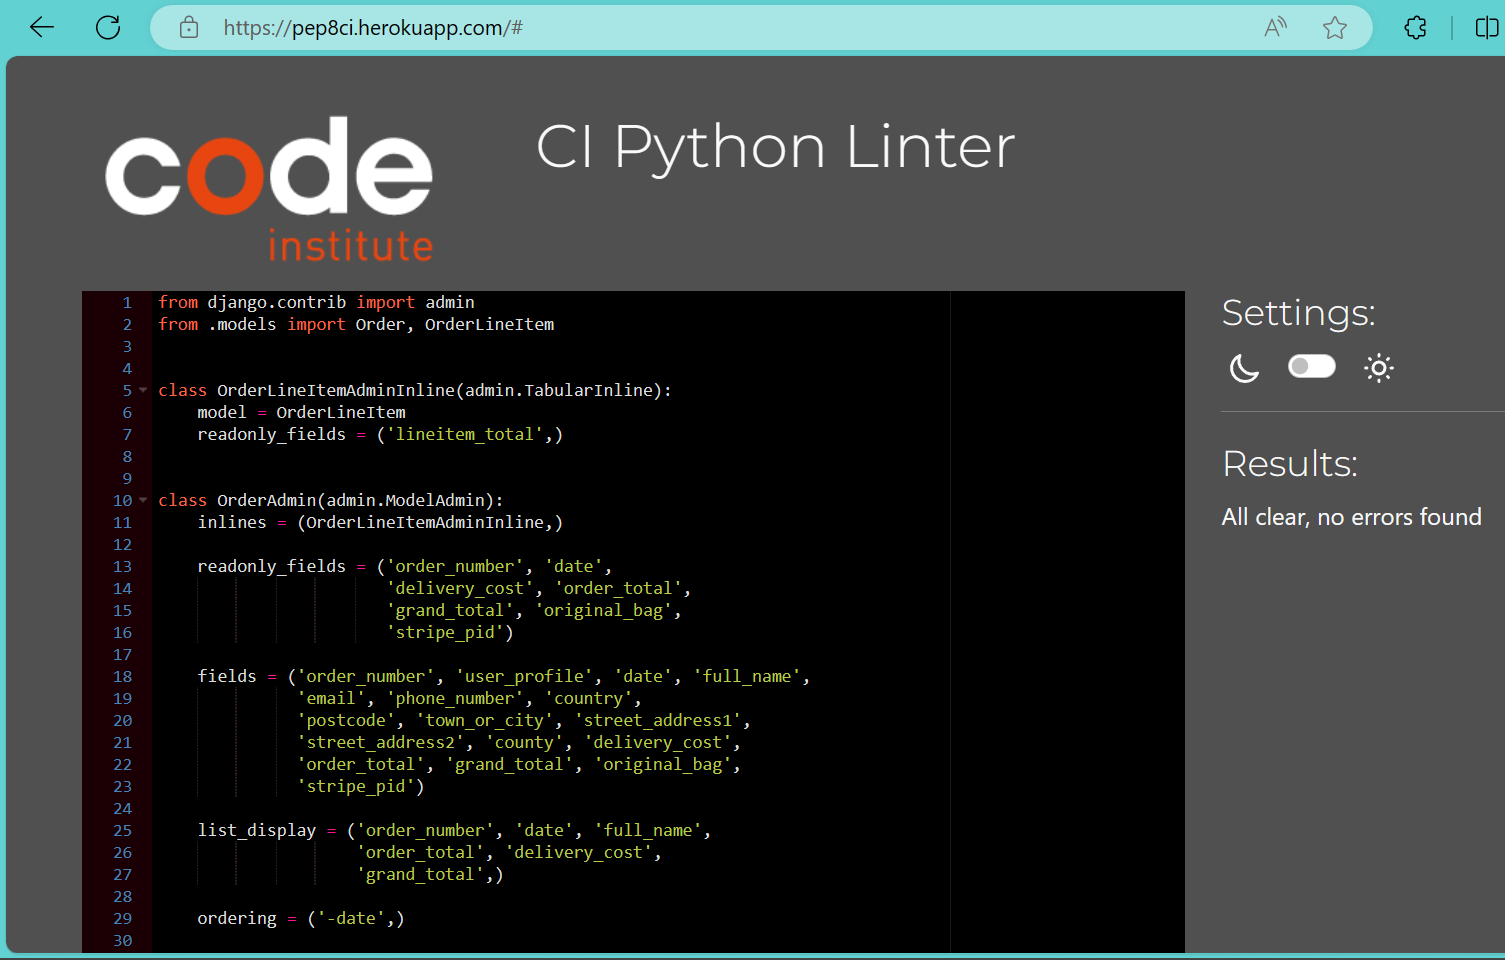 https://pep8ci.herokuapp.com/#
code
institute
CI Python Linter
1 from django.contrib import admin
2 from .models import Order, OrderLineItem
3
4
5 class OrderLineItemAdminInline(admin.TabularInline):
6     model = OrderLineItem
7     readonly_fields = ('lineitem_total',)
8
9
10 class OrderAdmin(admin.ModelAdmin):
11     inlines = (OrderLineItemAdminInline,)
12
13     readonly_fields = ('order_number', 'date',
14                        'delivery_cost', 'order_total',
15                        'grand_total', 'original_bag',
16                        'stripe_pid')
17
18     fields = ('order_number', 'user_profile', 'date', 'full_name',
19               'email', 'phone_number', 'country',
20               'postcode', 'town_or_city', 'street_address1',
21               'street_address2', 'county', 'delivery_cost',
22               'order_total', 'grand_total', 'original_bag',
23               'stripe_pid')
24
25     list_display = ('order_number', 'date', 'full_name',
26                     'order_total', 'delivery_cost',
27                     'grand_total',)
28
29     ordering = ('-date',)
30
Settings:
Results:
All clear, no errors found